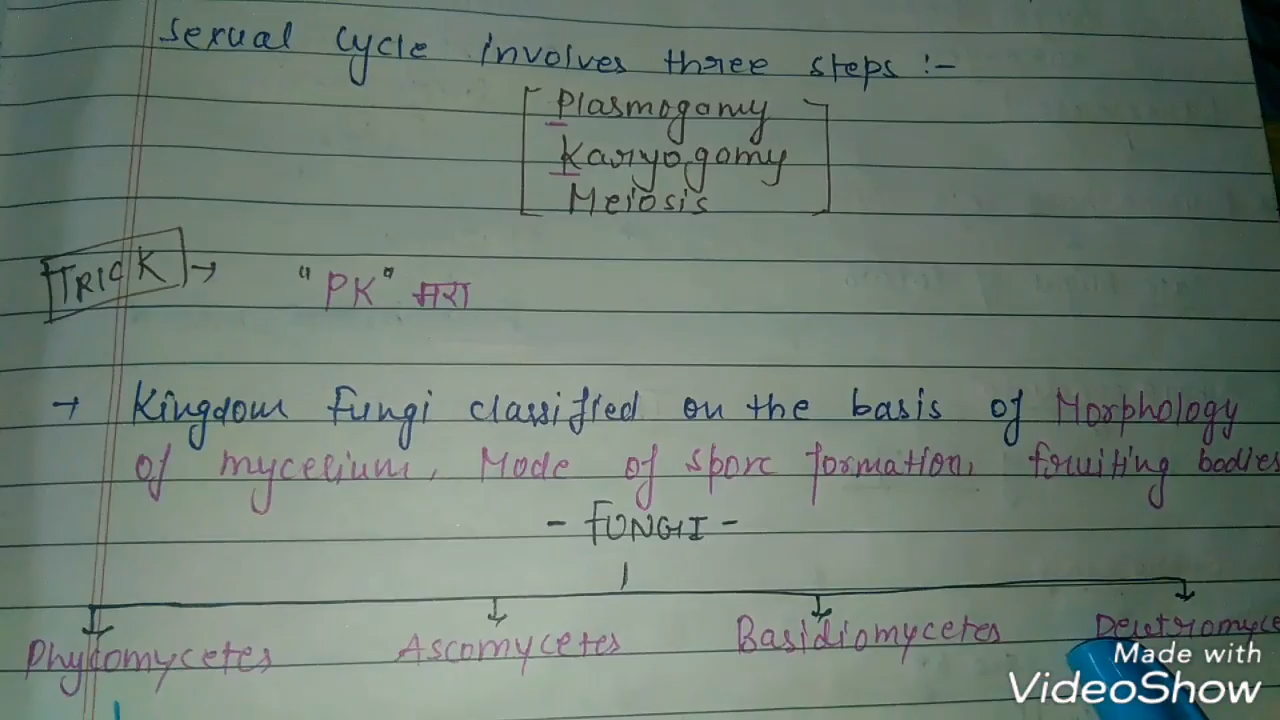 Sexual cycle involves three steps :-
Plasmogamy
Karyogamy
Meiosis
TRICK → "PK" मरा
→ Kingdom Fungi classified on the basis of Morphology
of mycelium, Mode of spore formation, fruiting bodies
- FUNGI -
Phycomycetes Ascomycetes Basidiomycetes Deutromyce
Made with
VideoShow